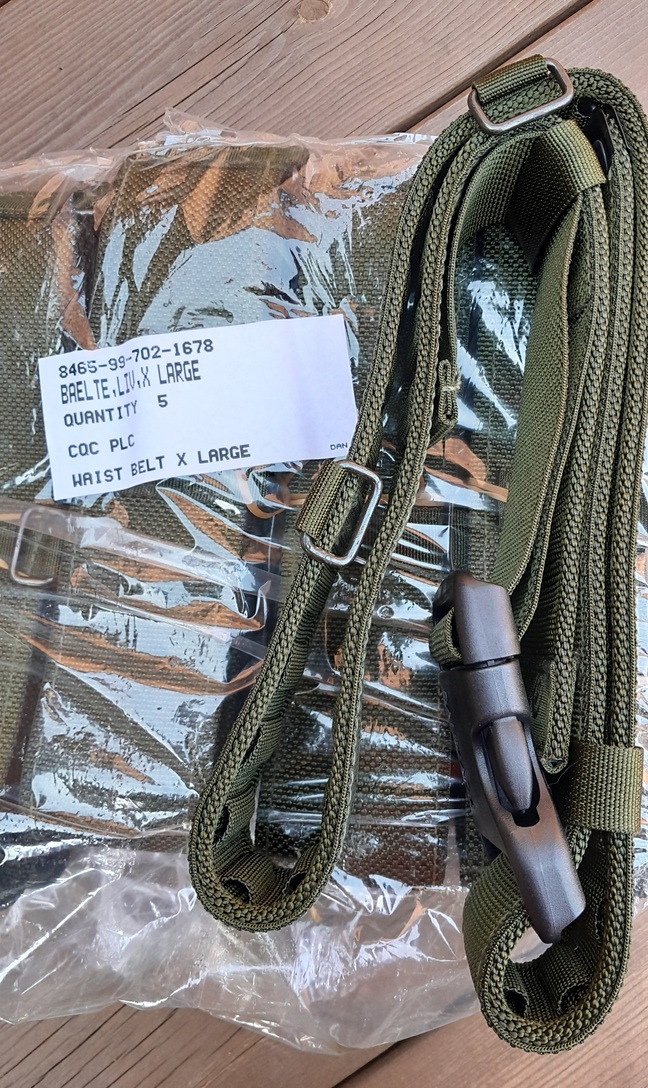 8465-99-702-1678
BAELTE,LIV,X LARGE
QUANTITY 5
CQC PLC
DAN
WAIST BELT X LARGE